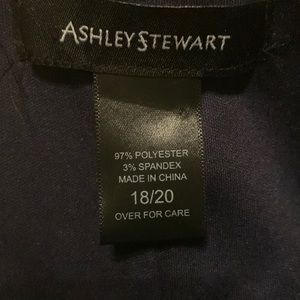 ASHLEY STEWART
97% POLYESTER
3% SPANDEX
MADE IN CHINA
18/20
OVER FOR CARE